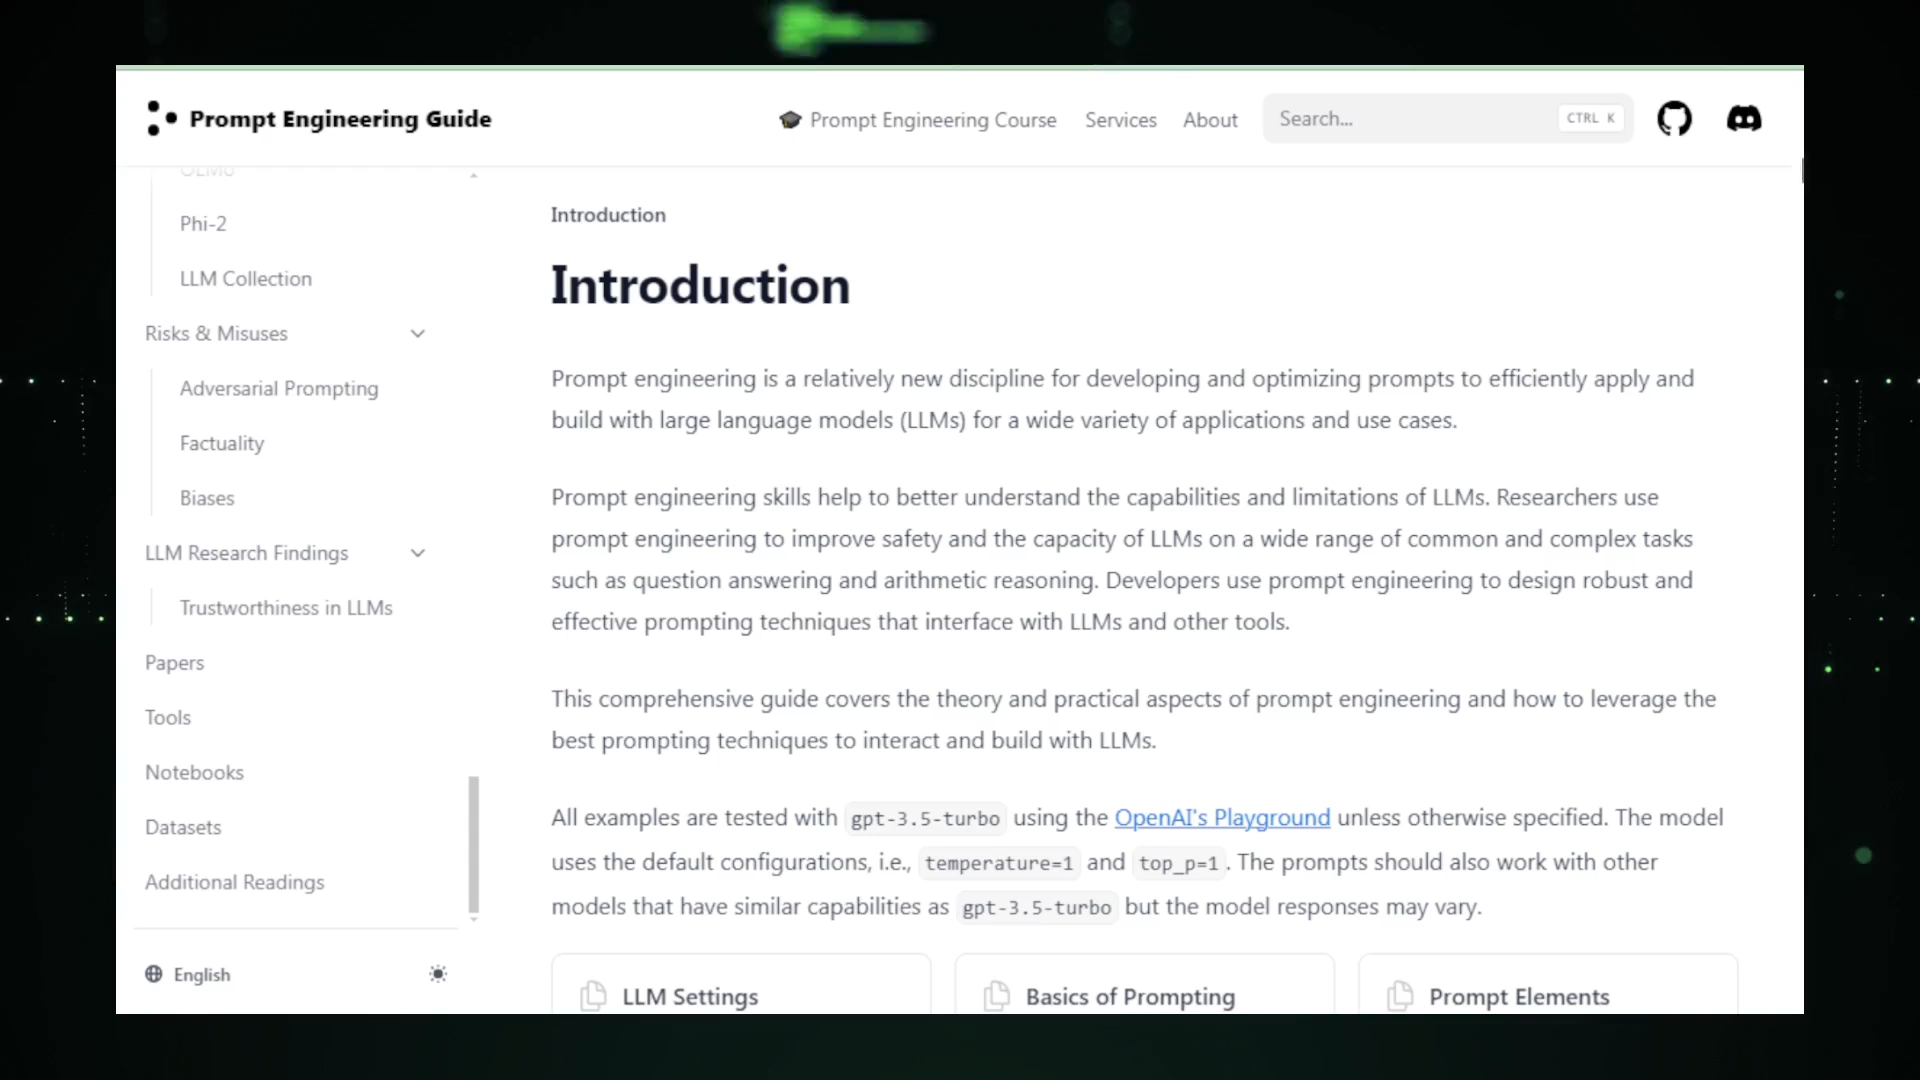 Prompt Engineering Guide
Prompt Engineering Course
Services
About
Search...
CTRL K
Phi-2
LLM Collection
Risks & Misuses
Adversarial Prompting
Factuality
Biases
LLM Research Findings
Trustworthiness in LLMs
Papers
Tools
Notebooks
Datasets
Additional Readings
English
Introduction
Introduction
Prompt engineering is a relatively new discipline for developing and optimizing prompts to efficiently apply and
build with large language models (LLMs) for a wide variety of applications and use cases.
Prompt engineering skills help to better understand the capabilities and limitations of LLMs. Researchers use
prompt engineering to improve safety and the capacity of LLMs on a wide range of common and complex tasks
such as question answering and arithmetic reasoning. Developers use prompt engineering to design robust and
effective prompting techniques that interface with LLMs and other tools.
This comprehensive guide covers the theory and practical aspects of prompt engineering and how to leverage the
best prompting techniques to interact and build with LLMs.
All examples are tested with gpt-3.5-turbo using the OpenAI's Playground unless otherwise specified. The model
uses the default configurations, i.e., temperature=1 and top_p=1. The prompts should also work with other
models that have similar capabilities as gpt-3.5-turbo but the model responses may vary.
LLM Settings
Basics of Prompting
Prompt Elements